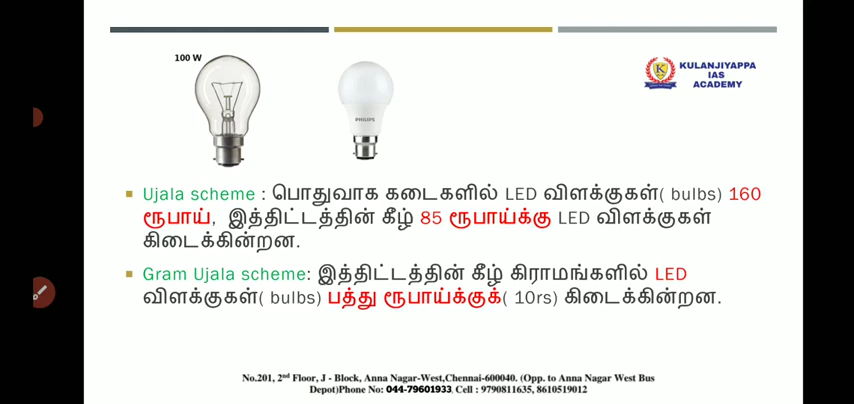 100 W
PHILIPS
KULANJIYAPPA
IAS
ACADEMY
Ujala scheme : பொதுவாக கடைகளில் LED விளக்குகள்( bulbs) 160
ரூபாய், இத்திட்டத்தின் கீழ் 85 ரூபாய்க்கு LED விளக்குகள்
கிடைக்கின்றன.
Gram Ujala scheme: இத்திட்டத்தின் கீழ் கிராமங்களில் LED
விளக்குகள்( bulbs) பத்து ரூபாய்க்குக்( 10rs) கிடைக்கின்றன.
No.201, 2nd Floor, J - Block, Anna Nagar-West,Chennai-600040. (Opp. to Anna Nagar West Bus
Depot)Phone No: 044-79601933, Cell : 9790811635, 8610519012